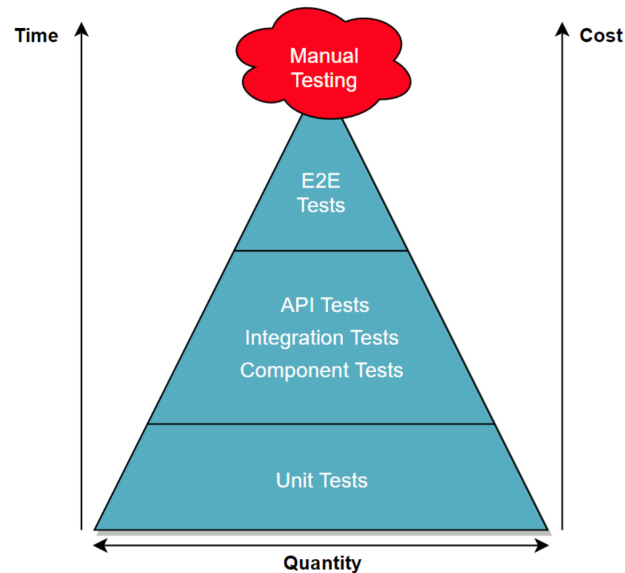 Time
Cost
Manual
Testing
E2E
Tests
API Tests
Integration Tests
Component Tests
Unit Tests
Quantity